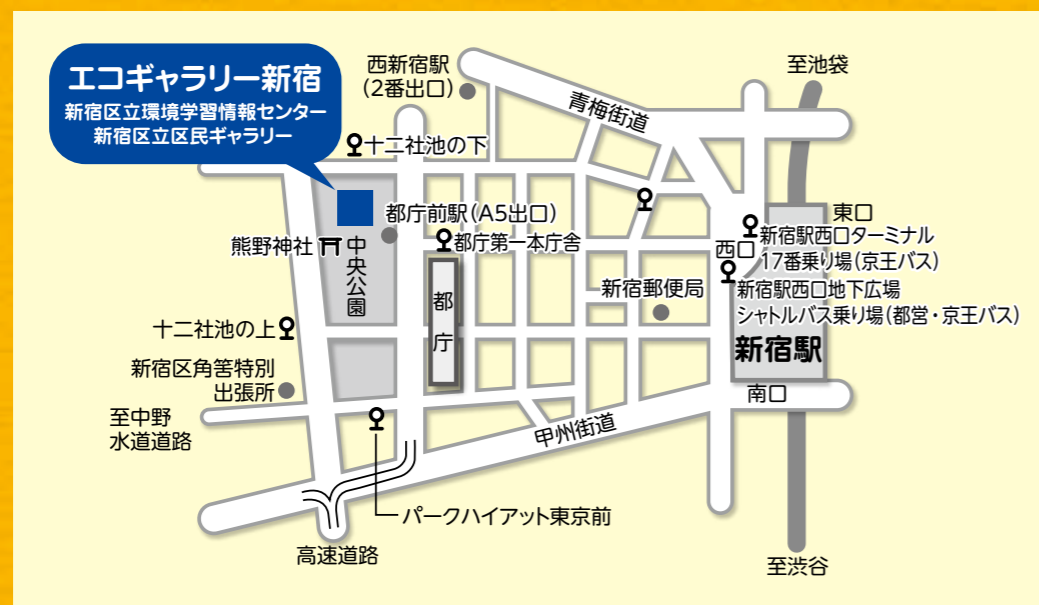 エコギャラリー新宿
新宿区立環境学習情報センター
新宿区立区民ギャラリー
西新宿駅
(2番出口)
青梅街道
至池袋
十二社池の下
都庁前駅(A5出口)
都庁第一本庁舎
熊野神社
中央公園
都庁
東口
西口
新宿駅西口ターミナル
17番乗り場(京王バス)
新宿駅西口地下広場
シャトルバス乗り場(都営・京王バス)
新宿郵便局
新宿駅
十二社池の上
新宿区角筈特別
出張所
南口
至中野
水道道路
甲州街道
パークハイアット東京前
高速道路
至渋谷